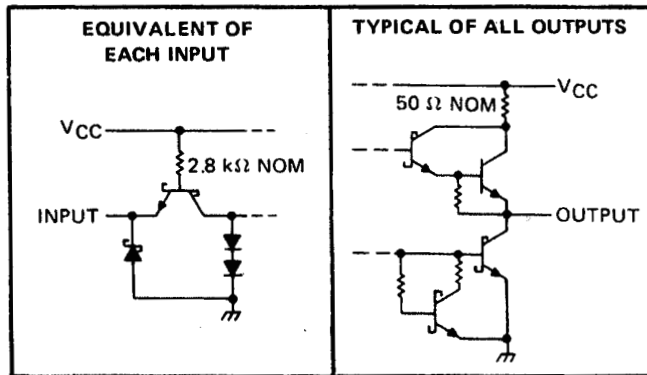 EQUIVALENT OF
EACH INPUT
VCC
2.8 kΩ NOM
INPUT
TYPICAL OF ALL OUTPUTS
VCC
50 Ω NOM
OUTPUT